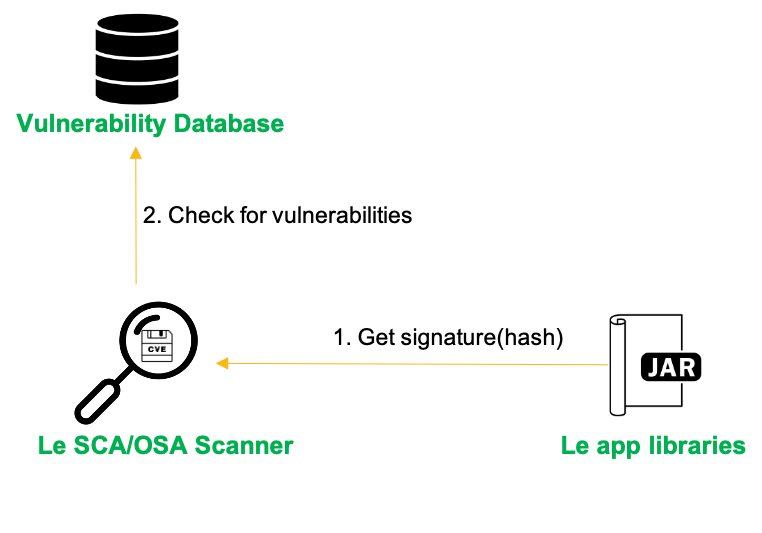 Vulnerability Database
2. Check for vulnerabilities
1. Get signature(hash)
CVE
JAR
Le SCA/OSA Scanner
Le app libraries